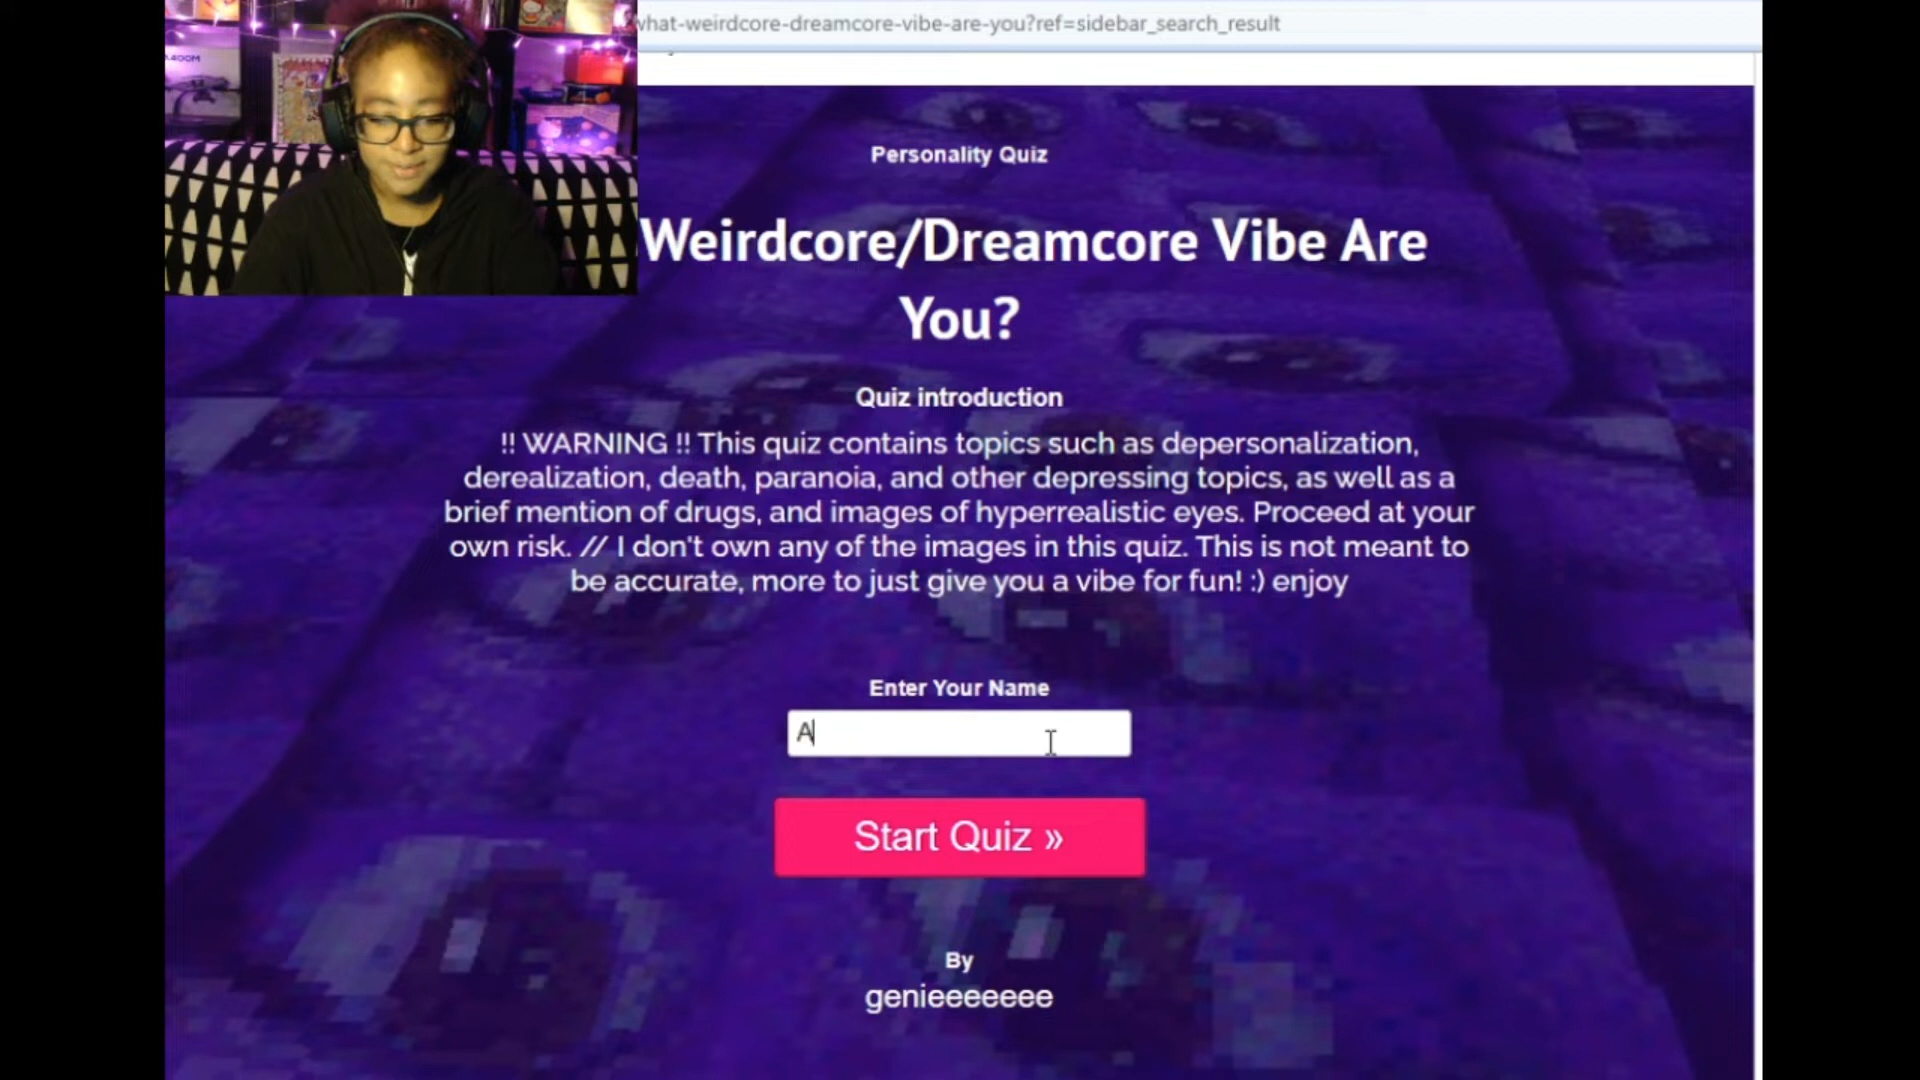 what-weirdcore-dreamcore-vibe-are-you?ref=sidebar_search_result
Personality Quiz
Weirdcore/Dreamcore Vibe Are
You?
Quiz introduction
!! WARNING !! This quiz contains topics such as depersonalization,
derealization, death, paranoia, and other depressing topics, as well as a
brief mention of drugs, and images of hyperrealistic eyes. Proceed at your
own risk. // I don't own any of the images in this quiz. This is not meant to
be accurate, more to just give you a vibe for fun! :) enjoy
Enter Your Name
A
Start Quiz »
By
genieeeeeee